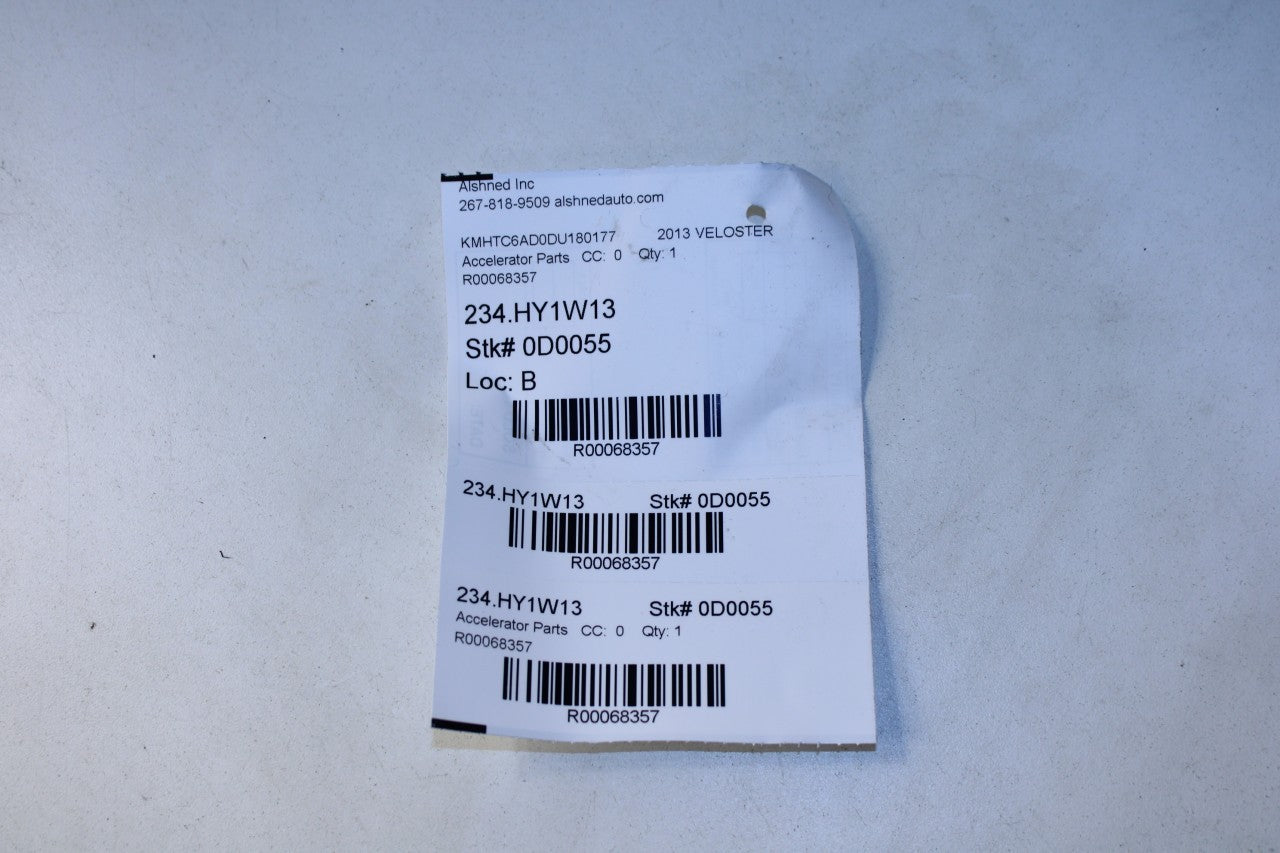 Alshned Inc
267-818-9509 alshnedauto.com
KMHTC6AD0DU180177 2013 VELOSTER
Accelerator Parts CC: 0 Qty: 1
R00068357
234.HY1W13
Stk# 0D0055
Loc: B
R00068357
234.HY1W13 Stk# 0D0055
R00068357
234.HY1W13 Stk# 0D0055
Accelerator Parts CC: 0 Qty: 1
R00068357
R00068357